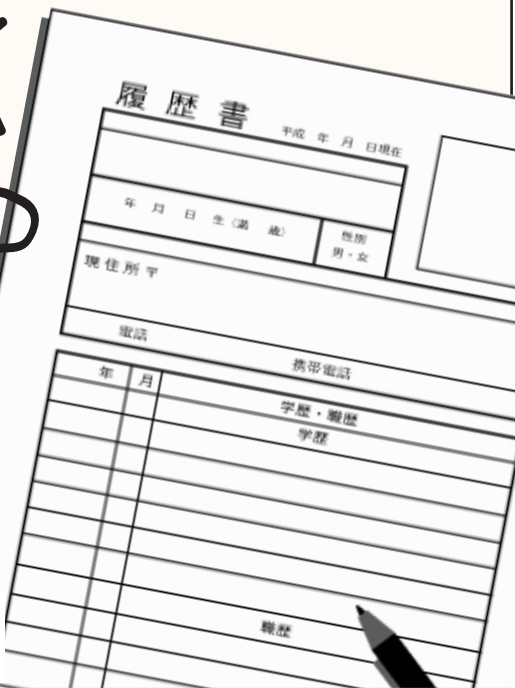 履歴書
平成 年 月 日現在
年 月 日 生（満 歳）
性別
男・女
現住所〒
電話 携帯電話
年 月 学歴・職歴
学歴
職歴